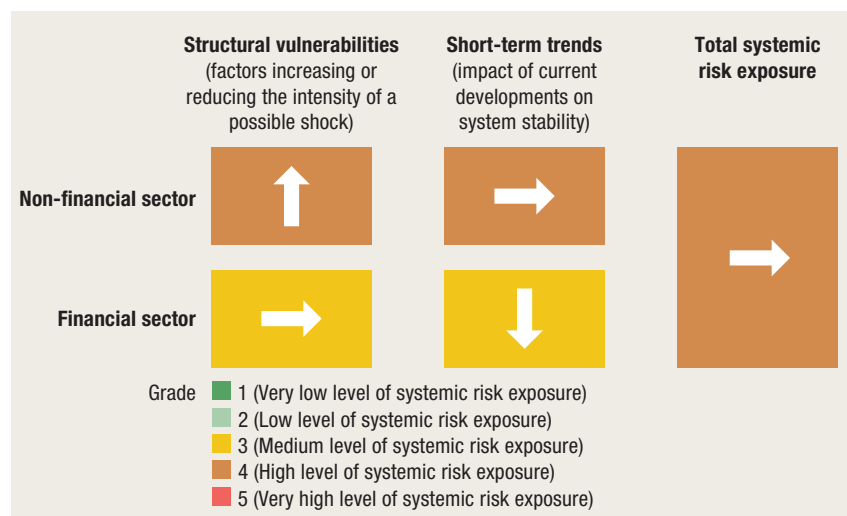 Structural vulnerabilities
(factors increasing or
reducing the intensity of a
possible shock)
Short-term trends
(impact of current
developments on
system stability)
Total systemic
risk exposure
Non-financial sector
Financial sector
Grade
1 (Very low level of systemic risk exposure)
2 (Low level of systemic risk exposure)
3 (Medium level of systemic risk exposure)
4 (High level of systemic risk exposure)
5 (Very high level of systemic risk exposure)